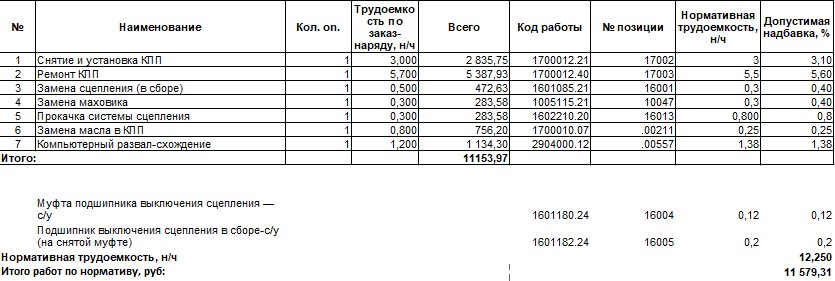 № Наименование Кол. оп. Трудоемкость по заказ-наряду, н/ч Всего Код работы № позиции Нормативная трудоемкость, н/ч Допустимая надбавка, %
1 Снятие и установка КПП 1 3,000 2 835,75 1700012.21 17002 3 3,10
2 Ремонт КПП 1 5,700 5 387,93 1700012.40 17003 5,5 5,60
3 Замена сцепления (в сборе) 1 0,500 472,63 1601085.21 16001 0,3 0,40
4 Замена маховика 1 0,300 283,58 1005115.21 10047 0,3 0,40
5 Прокачка системы сцепления 1 0,300 283,58 1602210.20 16013 0,800 0,8
6 Замена масла в КПП 1 0,800 756,20 1700010.07 .00211 0,25 0,25
7 Компьютерный развал-схождение 1 1,200 1 134,30 2904000.12 .00557 1,38 1,38
Итого: 11153,97
Муфта подшипника выключения сцепления —
с/у 1601180.24 16004 0,12 0,12
Подшипник выключения сцепления в сборе-с/у
(на снятой муфте) 1601182.24 16005 0,2 0,2
Нормативная трудоемкость, н/ч 12,250
Итого работ по нормативу, руб: 11 579,31